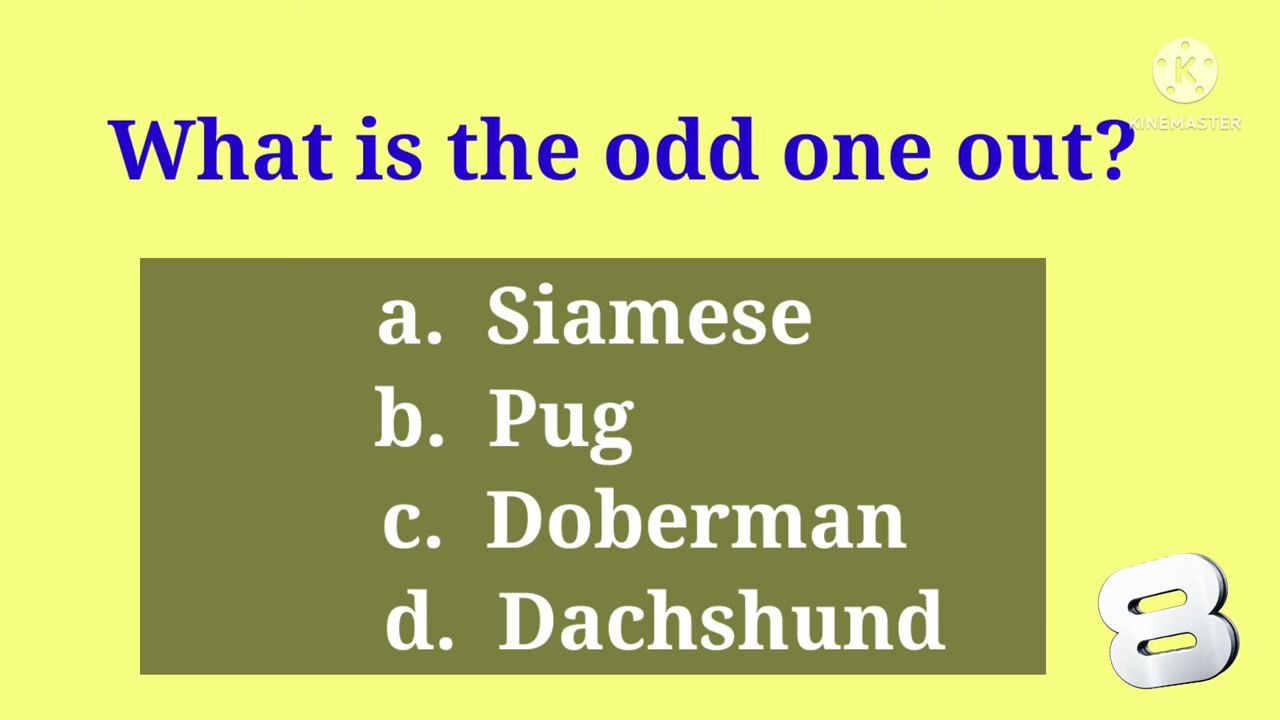 K
KINEMASTER
What is the odd one out?
a. Siamese
b. Pug
c. Doberman
d. Dachshund
8